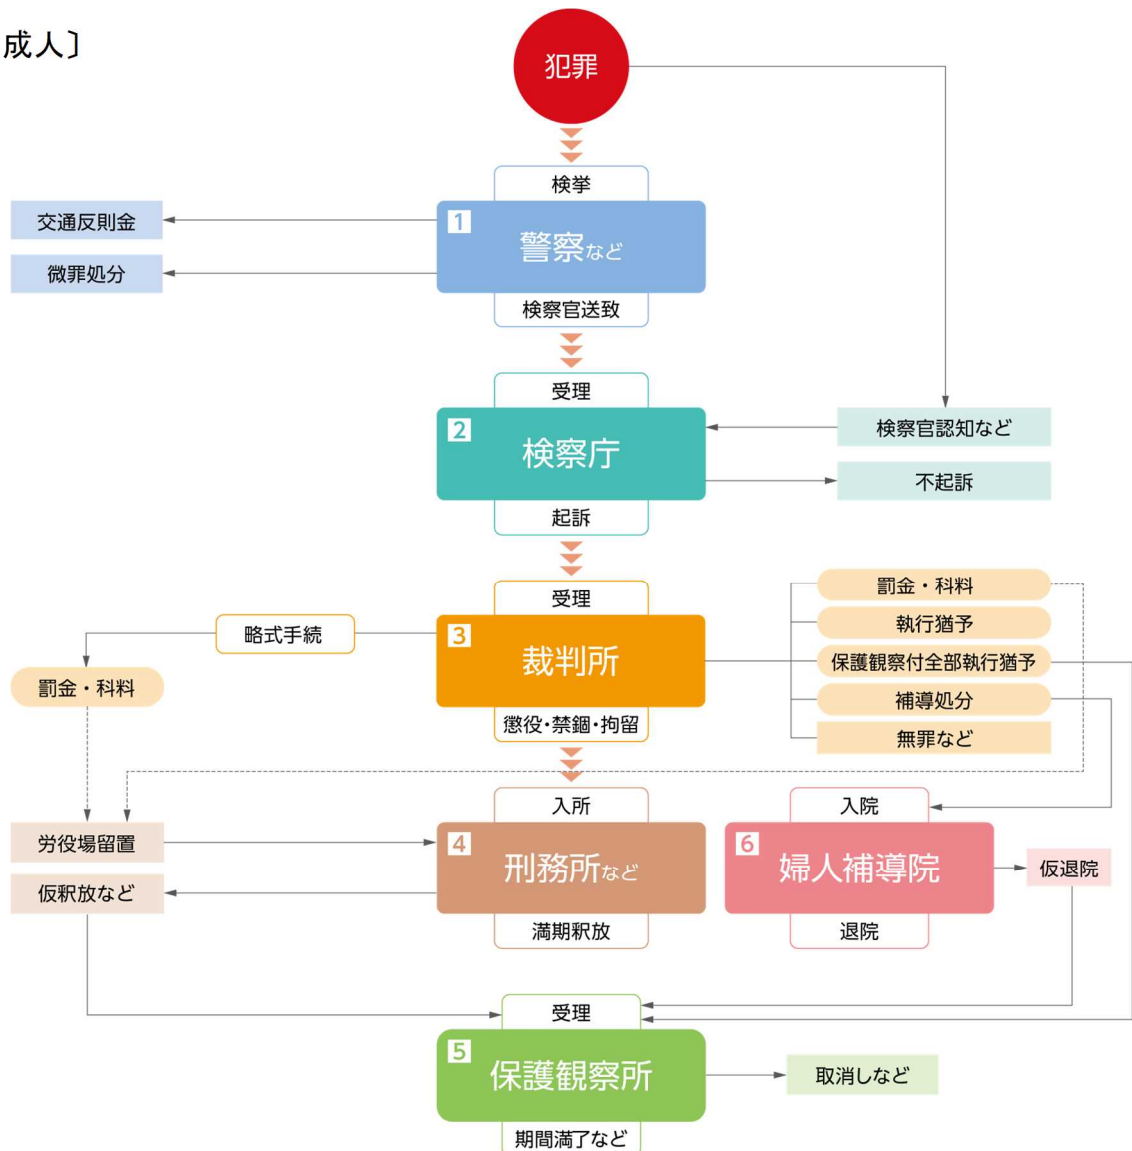 成人〕
犯罪
検挙
1
警察など
交通反則金
微罪処分
検察官送致
受理
2
検察庁
検察官認知など
不起訴
起訴
受理
3
裁判所
略式手続
罰金・科料
罰金・科料
執行猶予
保護観察付全部執行猶予
補導処分
無罪など
懲役・禁錮・拘留
入所
4
刑務所など
労役場留置
仮釈放など
満期釈放
入院
6
婦人補導院
仮退院
退院
受理
5
保護観察所
取消しなど
期間満了など